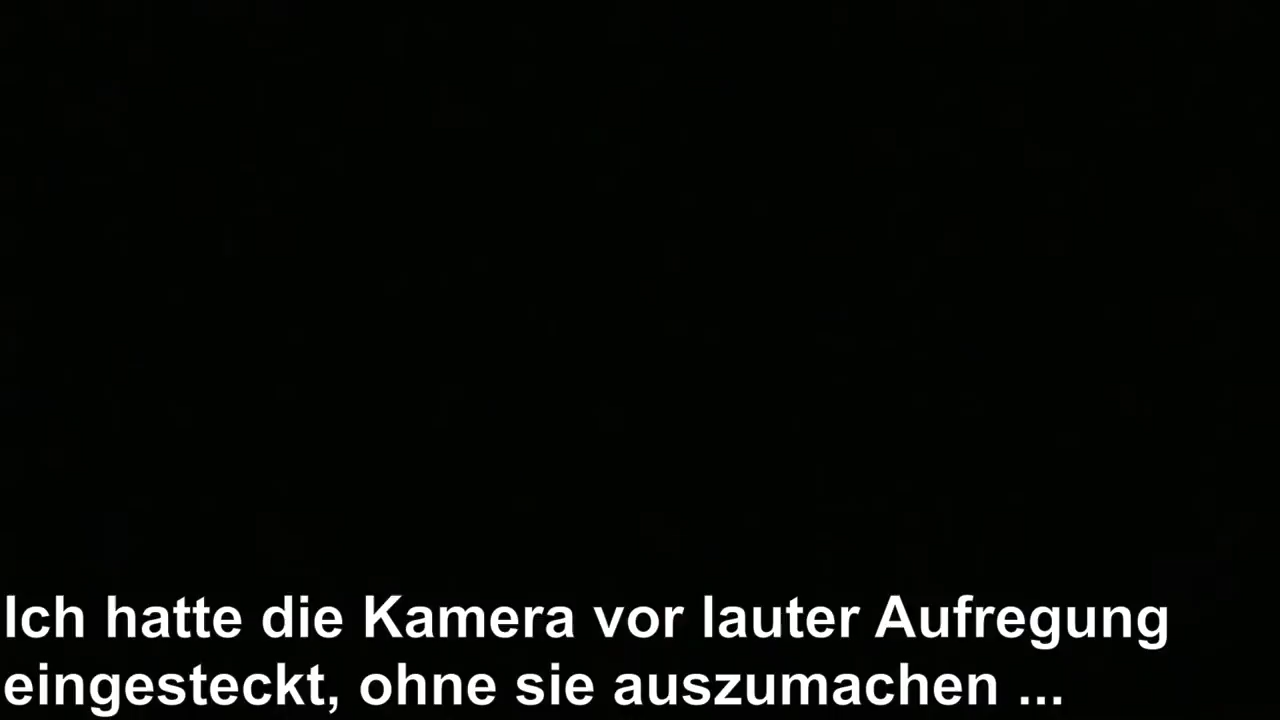 Ich hatte die Kamera vor lauter Aufregung
eingesteckt, ohne sie auszumachen ...